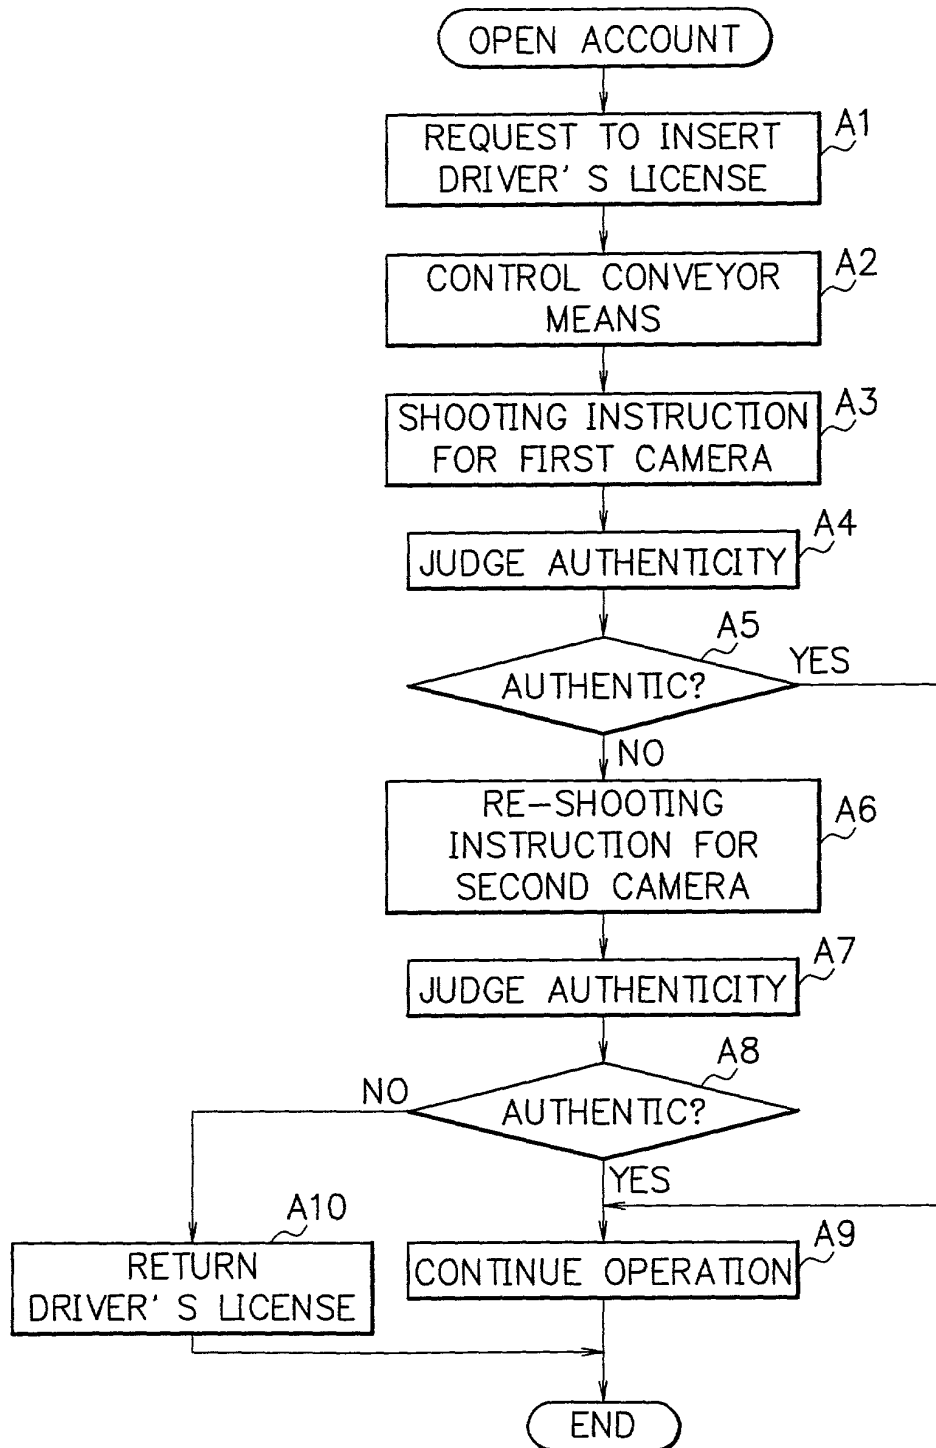 OPEN ACCOUNT
A1
REQUEST TO INSERT
DRIVER'S LICENSE
A2
CONTROL CONVEYOR
MEANS
A3
SHOOTING INSTRUCTION
FOR FIRST CAMERA
A4
JUDGE AUTHENTICITY
A5
AUTHENTIC?
YES
NO
A6
RE-SHOOTING
INSTRUCTION FOR
SECOND CAMERA
A7
JUDGE AUTHENTICITY
A8
NO
AUTHENTIC?
YES
A10
RETURN
DRIVER'S LICENSE
A9
CONTINUE OPERATION
END